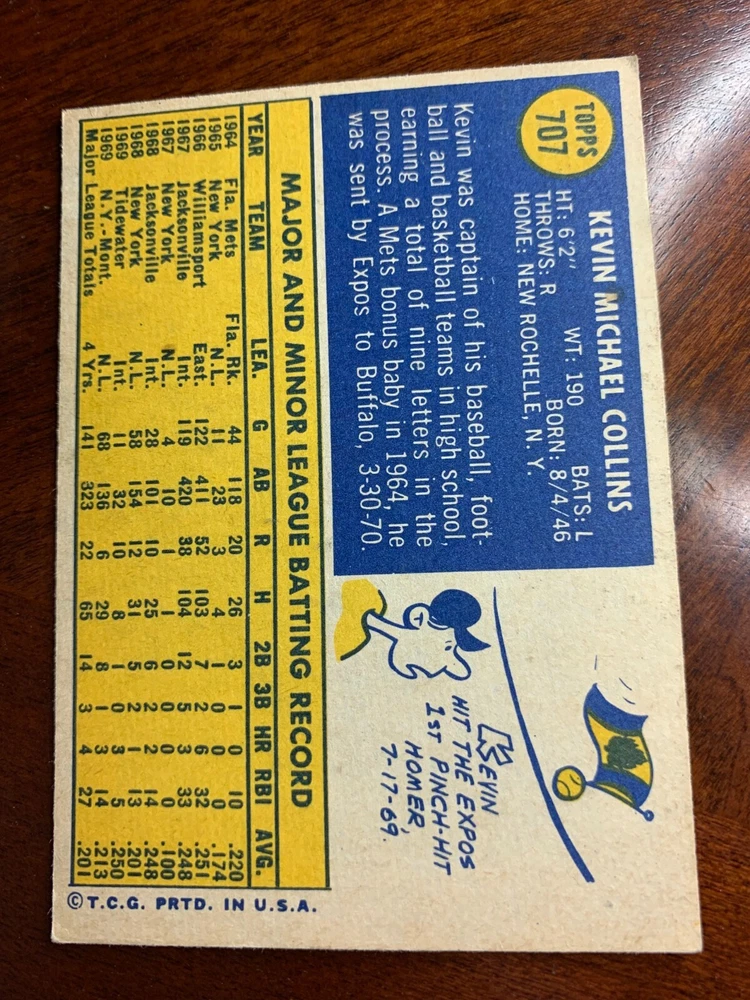 TOPPS
707
KEVIN MICHAEL COLLINS
HT: 6'2" WT: 190 BATS: L
THROWS: R BORN: 8/4/46
HOME: NEW ROCHELLE, N. Y.
Kevin was captain of his baseball, foot-
ball and basketball teams in high school,
earning a total of nine letters in the
process. A Mets bonus baby in 1964, he
was sent by Expos to Buffalo, 3-30-70.
KEVIN
HIT THE EXPOS
1ST PINCH-HIT
HOMER,
7-17-69.
MAJOR AND MINOR LEAGUE BATTING RECORD
YEAR TEAM LEA. G AB R H 2B 3B HR RBI AVG.
1964 Fla. Mets Fla. Rk. 44 118 20 26 3 1 0 10 .220
1965 New York N.L. 11 23 3 4 1 0 0 0 .174
1966 Williamsport East. 122 411 52 103 7 2 6 32 .251
1967 Jacksonville Int. 119 420 38 104 12 5 3 33 .248
1967 New York N.L. 4 10 1 1 0 0 0 0 .100
1968 Jacksonville Int. 28 101 10 25 6 2 2 14 .248
1968 New York N.L. 58 154 12 31 5 2 1 13 .201
1969 Tidewater Int. 11 32 10 8 1 0 3 5 .250
1969 N.Y.-Mont. N.L. 68 136 6 29 8 1 3 14 .213
Major League Totals 4 Yrs. 141 323 22 65 14 3 4 27 .201
©T.C.G. PRTD. IN U.S.A.